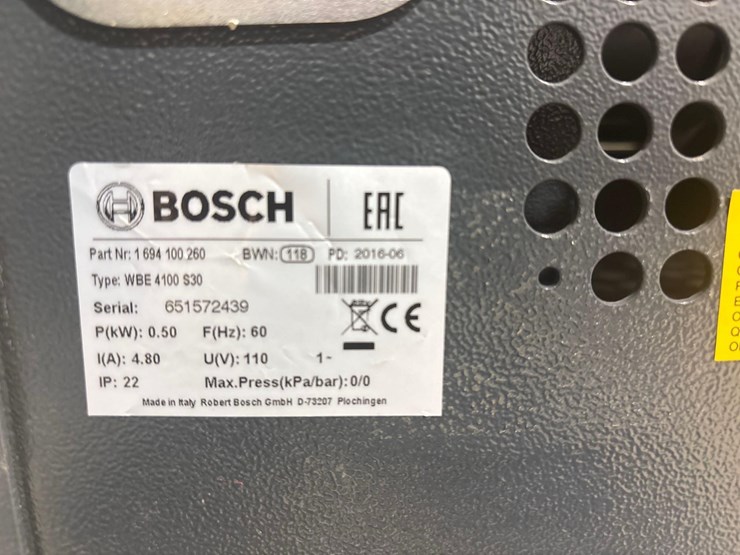 BOSCH EAC
Part Nr: 1 694 100 260 BWN: 118 PD: 2016-06
Type: WBE 4100 S30
Serial: 651572439
CE
P(kW): 0.50 F(Hz): 60
I(A): 4.80 U(V): 110 1~
IP: 22 Max.Press(kPa/bar): 0/0
Made in Italy Robert Bosch GmbH D-73207 Plochingen